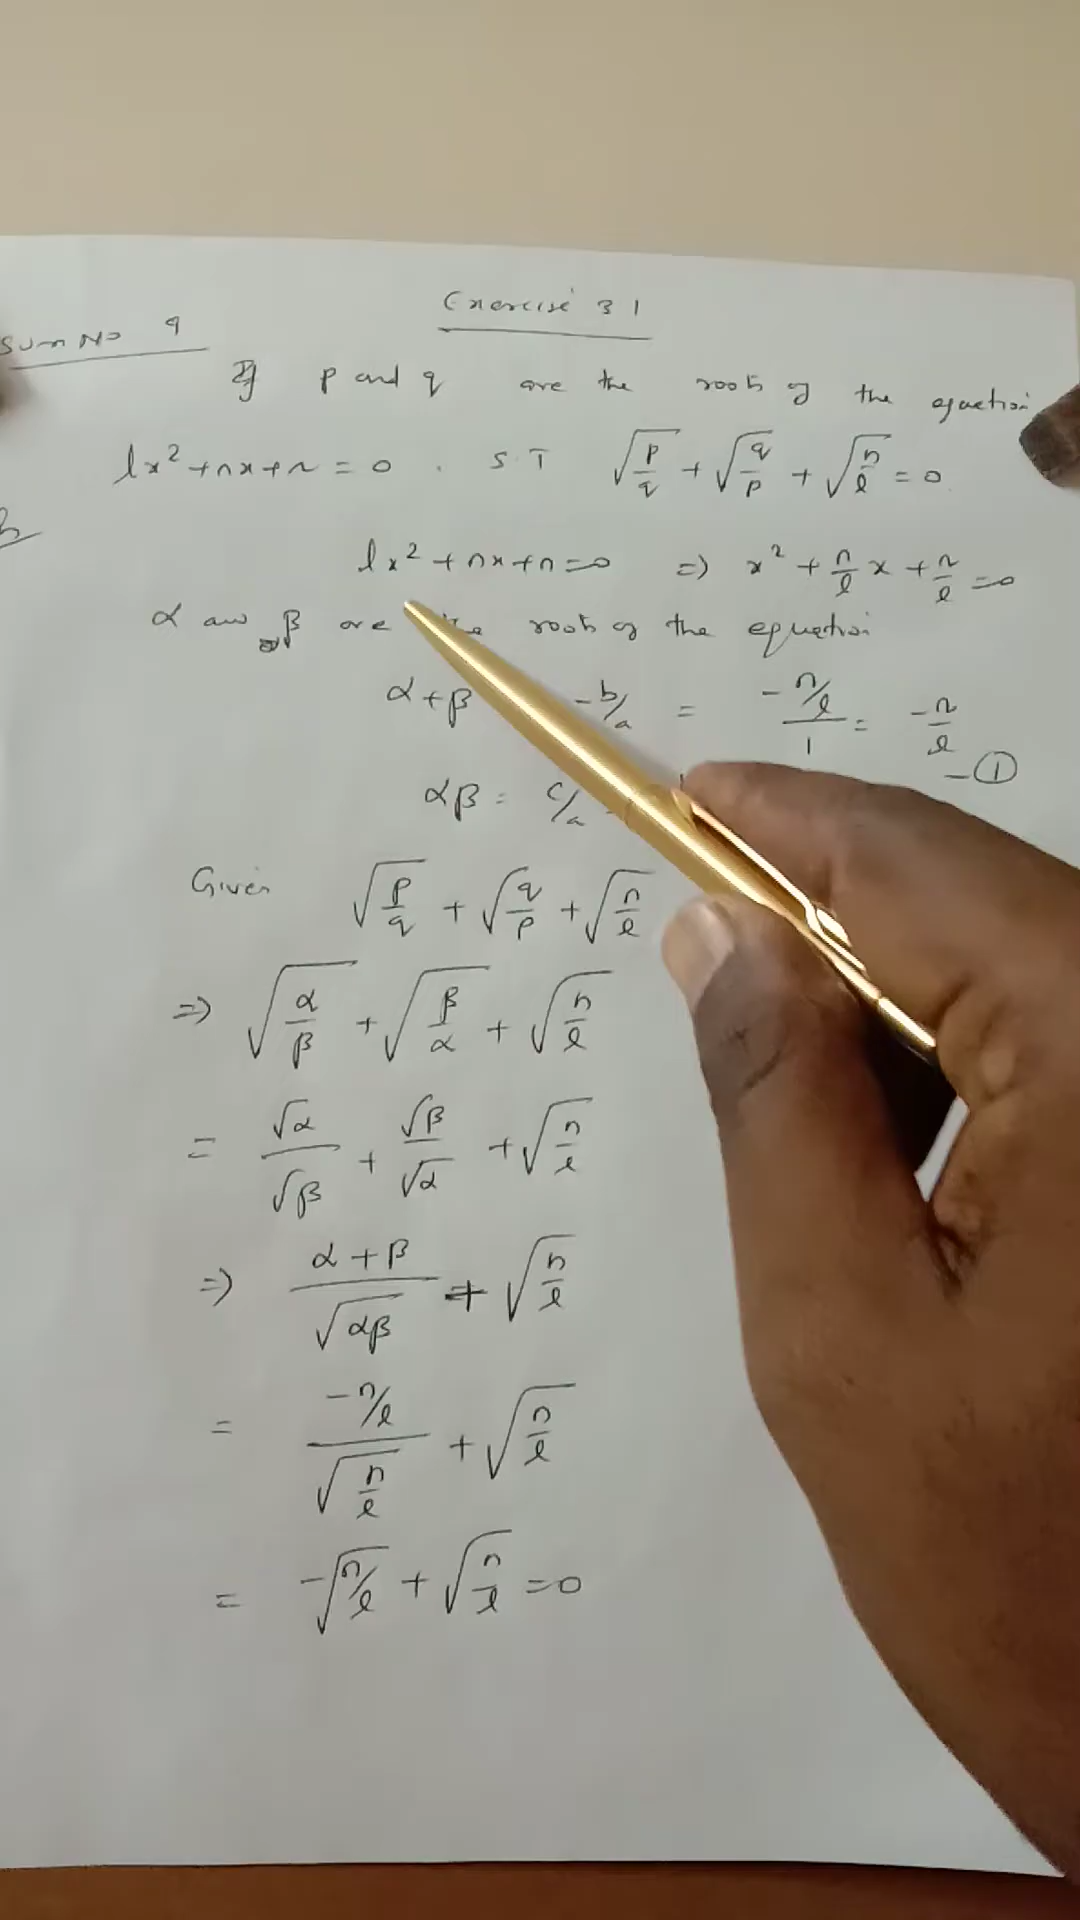 Exercise 3.1
Sum No 9
If p and q are the roots of the equation
lx² + nx + n = 0 . S.T √(p/q) + √(q/p) + √(n/l) = 0
lx² + nx + n = 0 ⇒ x² + n/l x + n/l = 0
α and β are the roots of the equation
α + β -b/a = (-n/l)/1 = -n/l — ①
αβ = c/a =
Given √(p/q) + √(q/p) + √(n/l)
⇒ √(α/β) + √(β/α) + √(n/l)
= √α/√β + √β/√α + √(n/l)
⇒ (α + β)/√(αβ) + √(n/l)
= (-n/l)/√(n/l) + √(n/l)
= -√(n/l) + √(n/l) = 0